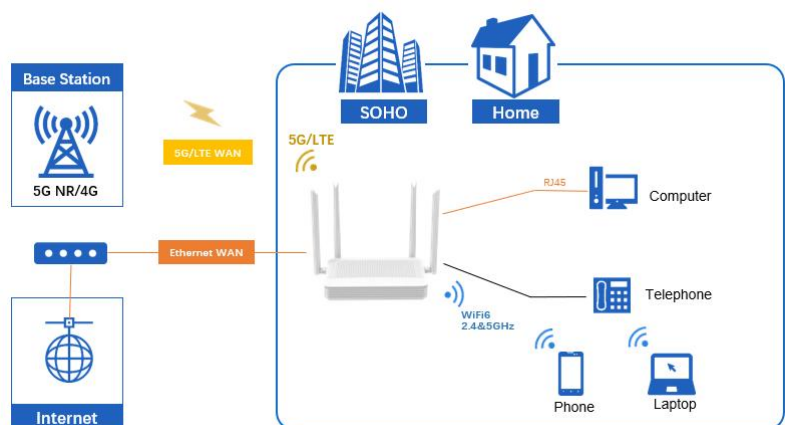 SOHO
Home
Base Station
5G NR/4G
5G/LTE WAN
5G/LTE
RJ45
Computer
Ethernet WAN
Telephone
WiFi6
2.4&5GHz
Phone
Laptop
Internet